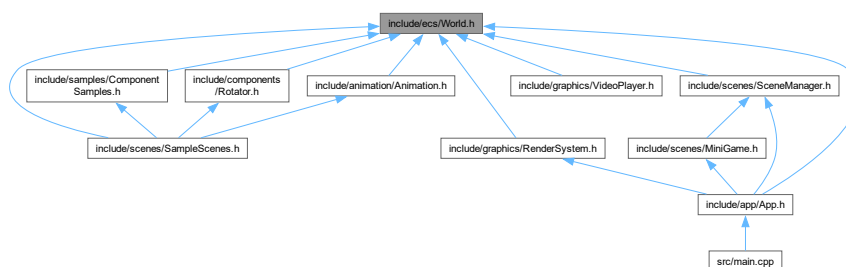 include/ecs/World.h
include/samples/Component
Samples.h
include/components
/Rotator.h
include/animation/Animation.h
include/graphics/VideoPlayer.h
include/scenes/SceneManager.h
include/scenes/SampleScenes.h
include/graphics/RenderSystem.h
include/scenes/MiniGame.h
include/app/App.h
src/main.cpp